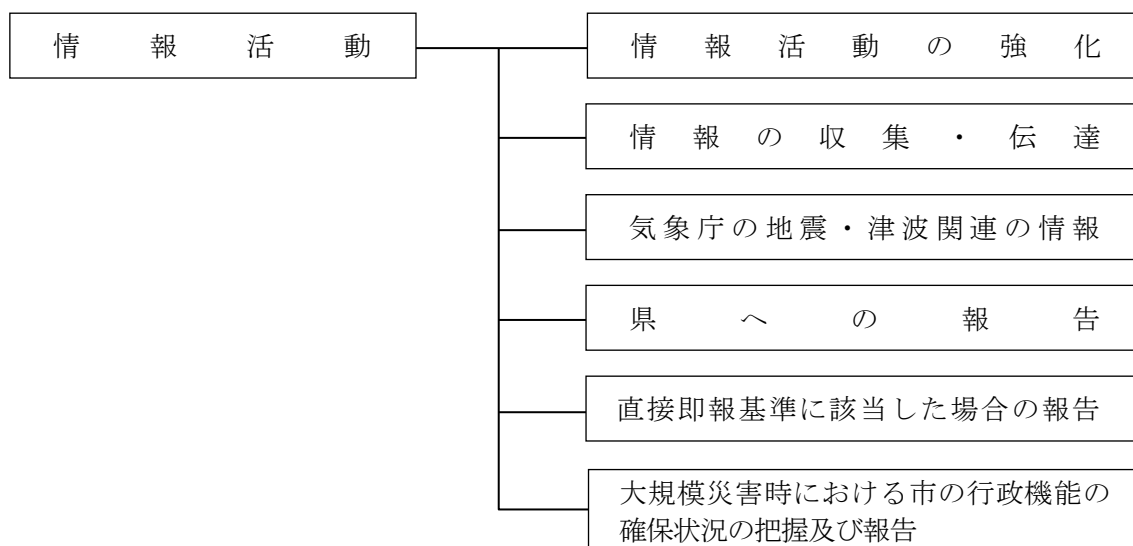 情報活動
情報活動の強化
情報の収集・伝達
気象庁の地震・津波関連の情報
県への報告
直接即報基準に該当した場合の報告
大規模災害時における市の行政機能の
確保状況の把握及び報告